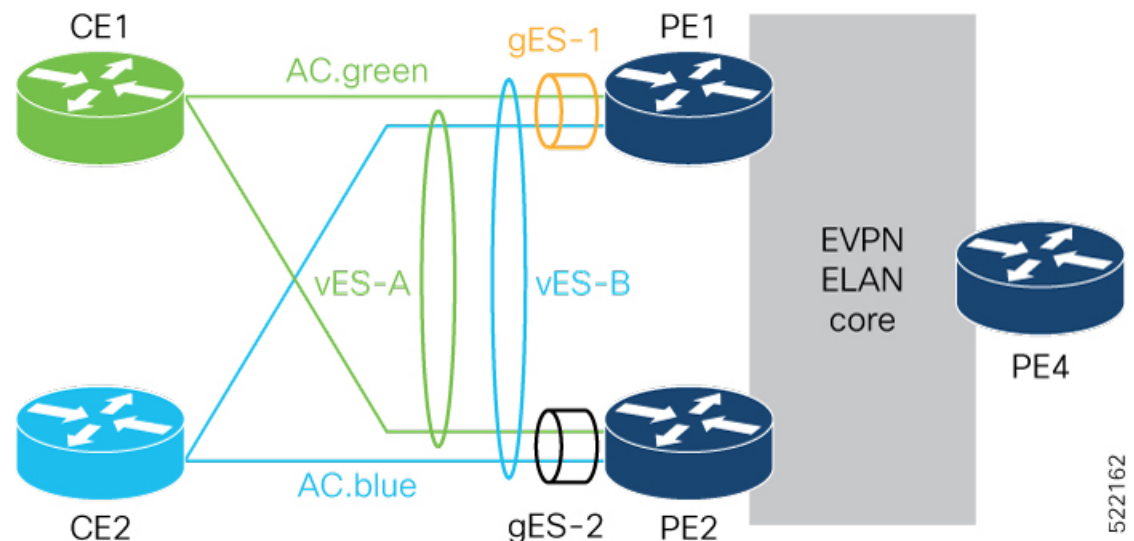 CE1
PE1
gES-1
AC.green
vES-A
vES-B
EVPN
ELAN
core
PE4
AC.blue
CE2
gES-2
PE2
522162